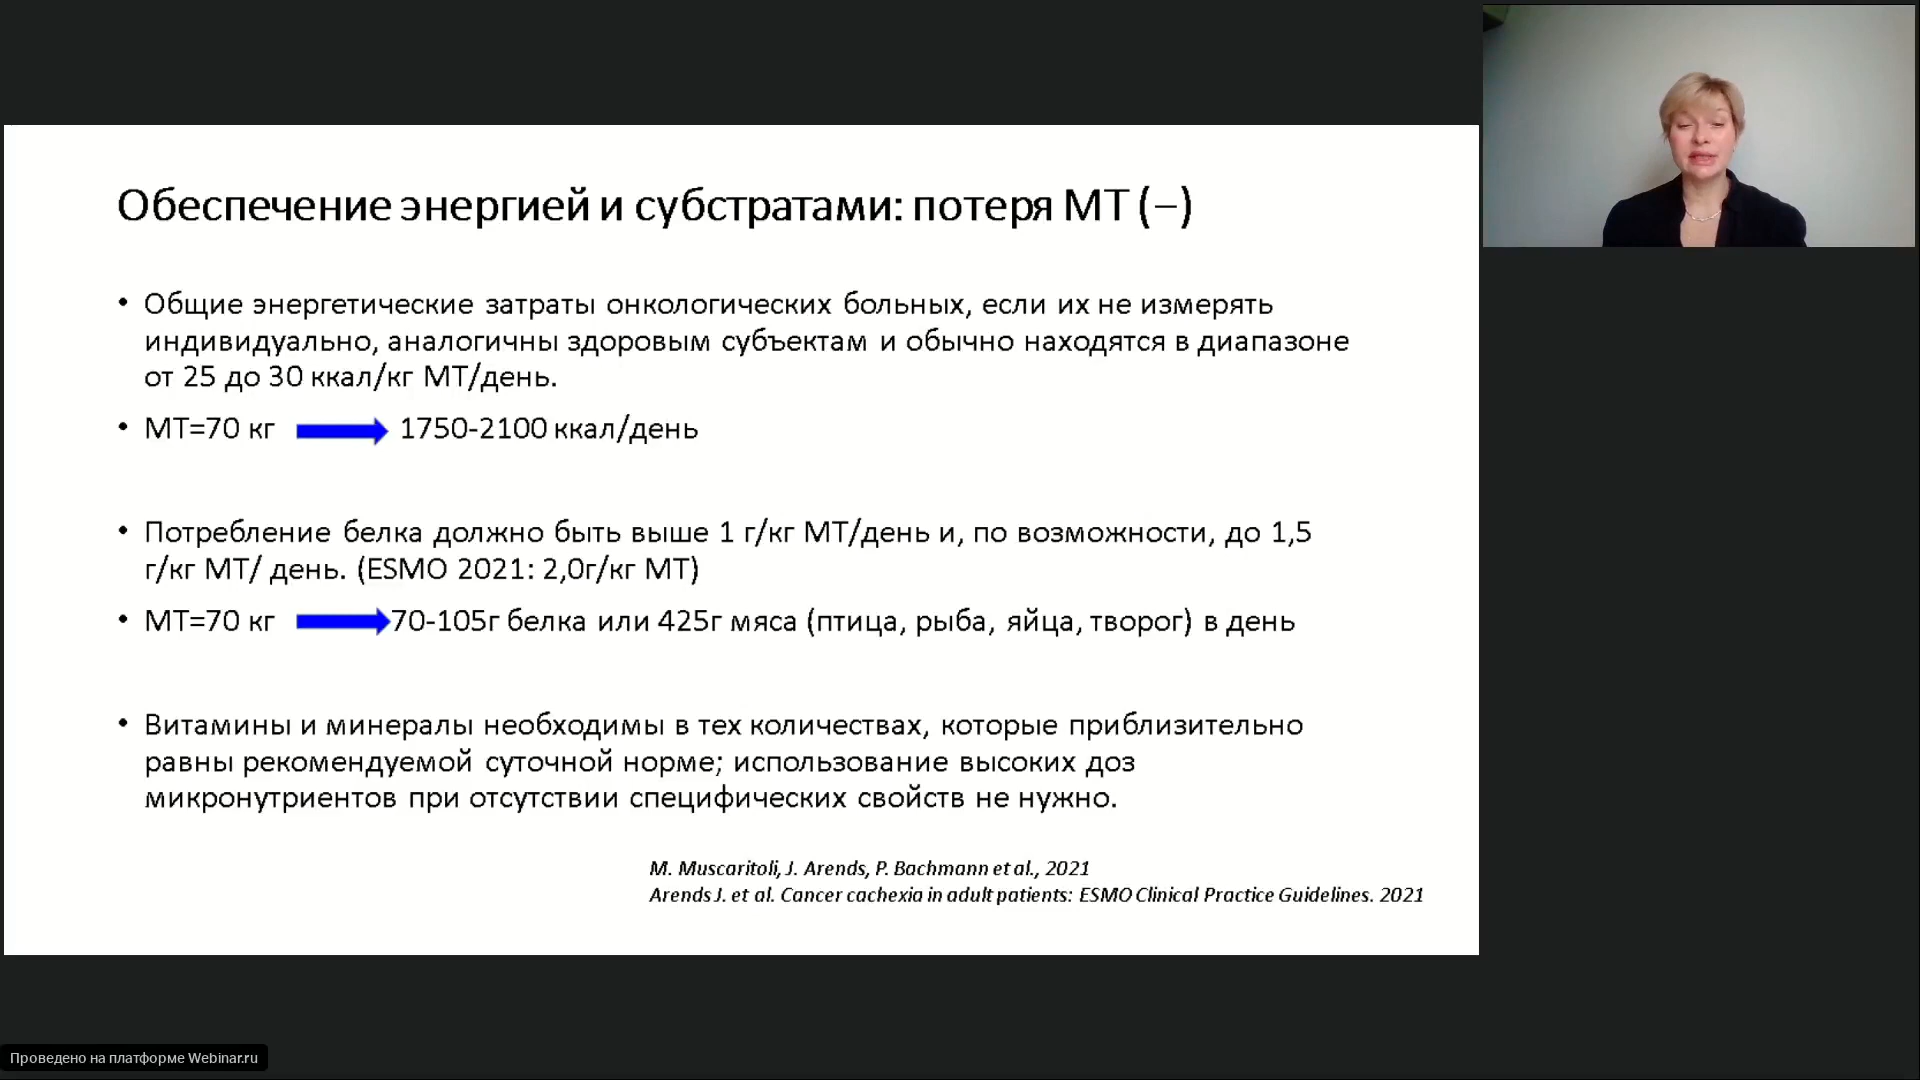 Обеспечение энергией и субстратами: потеря МТ (–)
• Общие энергетические затраты онкологических больных, если их не измерять
индивидуально, аналогичны здоровым субъектам и обычно находятся в диапазоне
от 25 до 30 ккал/кг МТ/день.
• МТ=70 кг 1750-2100 ккал/день
• Потребление белка должно быть выше 1 г/кг МТ/день и, по возможности, до 1,5
г/кг МТ/ день. (ESMO 2021: 2,0г/кг МТ)
• МТ=70 кг 70-105г белка или 425г мяса (птица, рыба, яйца, творог) в день
• Витамины и минералы необходимы в тех количествах, которые приблизительно
равны рекомендуемой суточной норме; использование высоких доз
микронутриентов при отсутствии специфических свойств не нужно.
M. Muscaritoli, J. Arends, P. Bachmann et al., 2021
Arends J. et al. Cancer cachexia in adult patients: ESMO Clinical Practice Guidelines. 2021
Проведено на платформе Webinar.ru